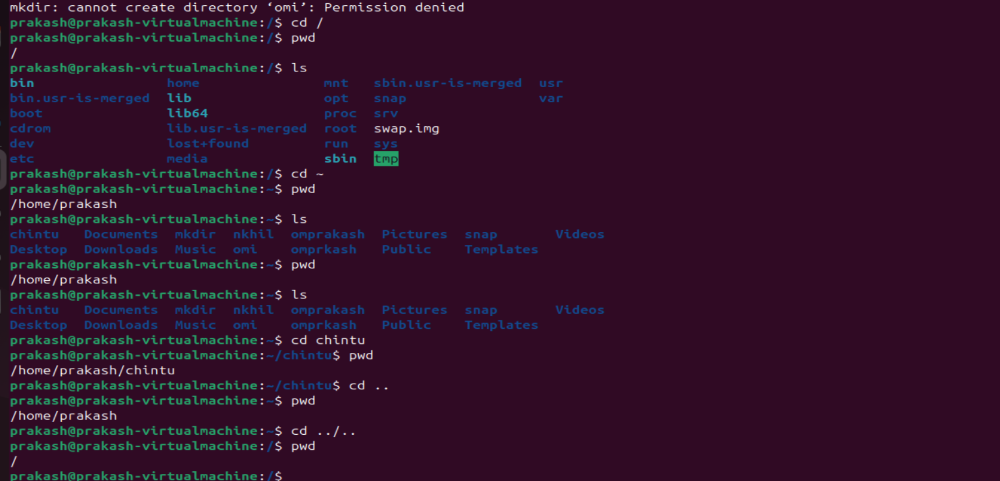 mkdir: cannot create directory ‘omi’: Permission denied
prakash@prakash-virtualmachine:/$ cd /
prakash@prakash-virtualmachine:/$ pwd
/
prakash@prakash-virtualmachine:/$ ls
bin home mnt sbin.usr-is-merged usr
bin.usr-is-merged lib opt snap var
boot lib64 proc srv
cdrom lib.usr-is-merged root swap.img
dev lost+found run sys
etc media sbin tmp
prakash@prakash-virtualmachine:/$ cd ~
prakash@prakash-virtualmachine:~$ pwd
/home/prakash
prakash@prakash-virtualmachine:~$ ls
chintu Documents mkdir nkhil omprakash Pictures snap Videos
Desktop Downloads Music omi omprkash Public Templates
prakash@prakash-virtualmachine:~$ pwd
/home/prakash
prakash@prakash-virtualmachine:~$ ls
chintu Documents mkdir nkhil omprakash Pictures snap Videos
Desktop Downloads Music omi omprkash Public Templates
prakash@prakash-virtualmachine:~$ cd chintu
prakash@prakash-virtualmachine:~/chintu$ pwd
/home/prakash/chintu
prakash@prakash-virtualmachine:~/chintu$ cd ..
prakash@prakash-virtualmachine:~$ pwd
/home/prakash
prakash@prakash-virtualmachine:~$ cd ../..
prakash@prakash-virtualmachine:/$ pwd
/
prakash@prakash-virtualmachine:/$